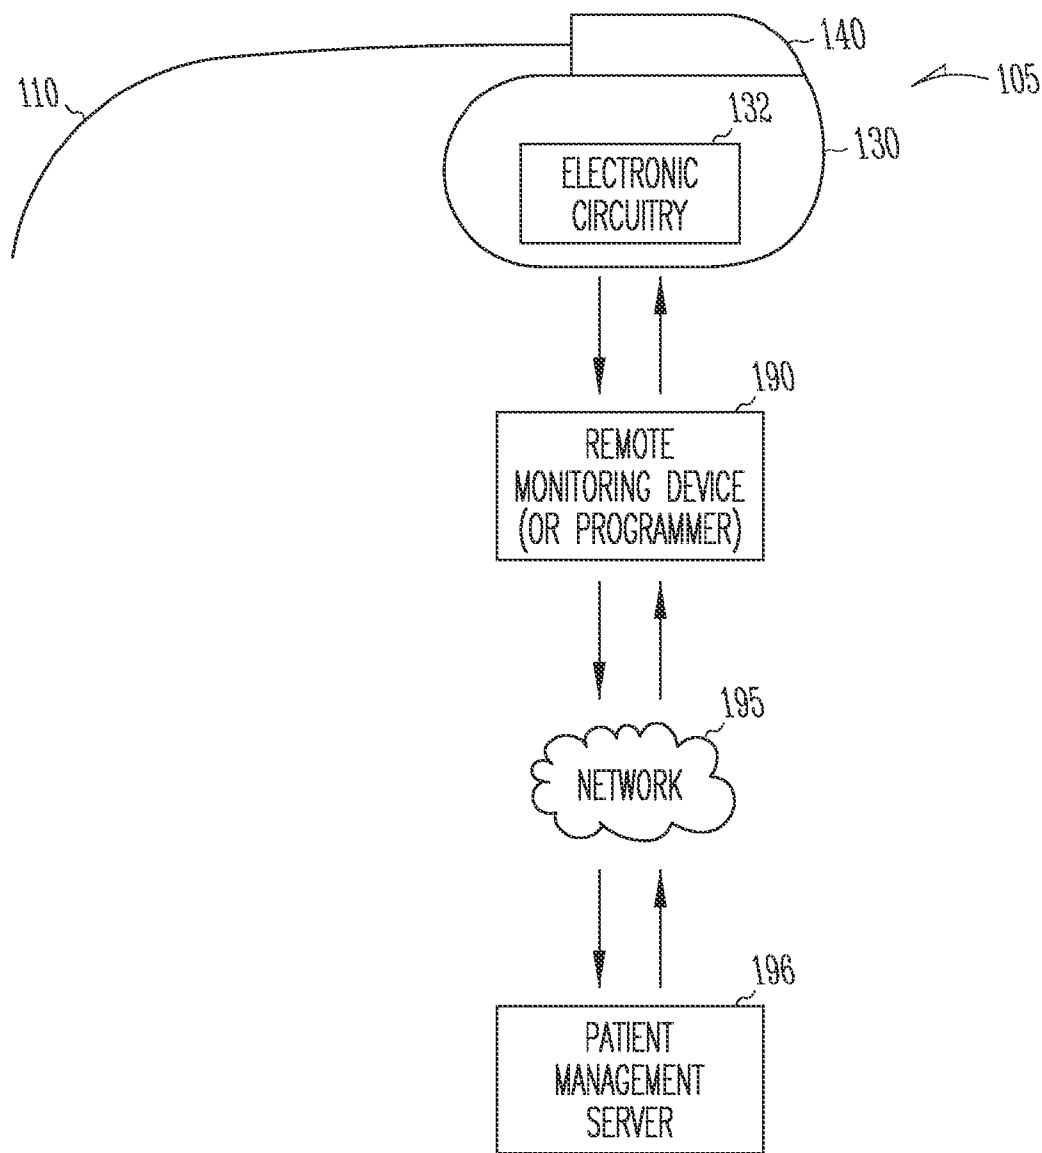 140
110
105
132
130
ELECTRONIC
CIRCUITRY
190
REMOTE
MONITORING DEVICE
(OR PROGRAMMER)
195
NETWORK
196
PATIENT
MANAGEMENT
SERVER